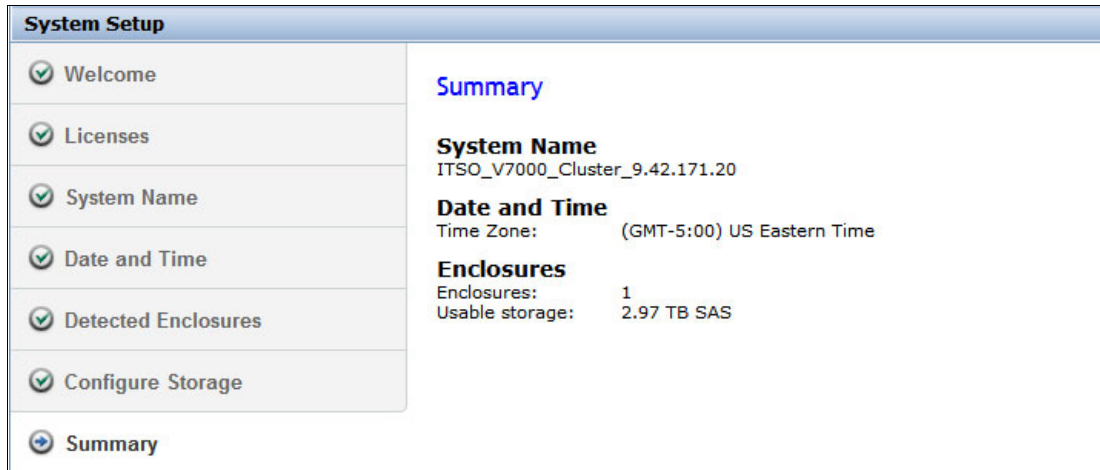 System Setup
Welcome
Licenses
System Name
Date and Time
Detected Enclosures
Configure Storage
Summary
Summary
System Name
ITSO_V7000_Cluster_9.42.171.20
Date and Time
Time Zone: (GMT-5:00) US Eastern Time
Enclosures
Enclosures: 1
Usable storage: 2.97 TB SAS